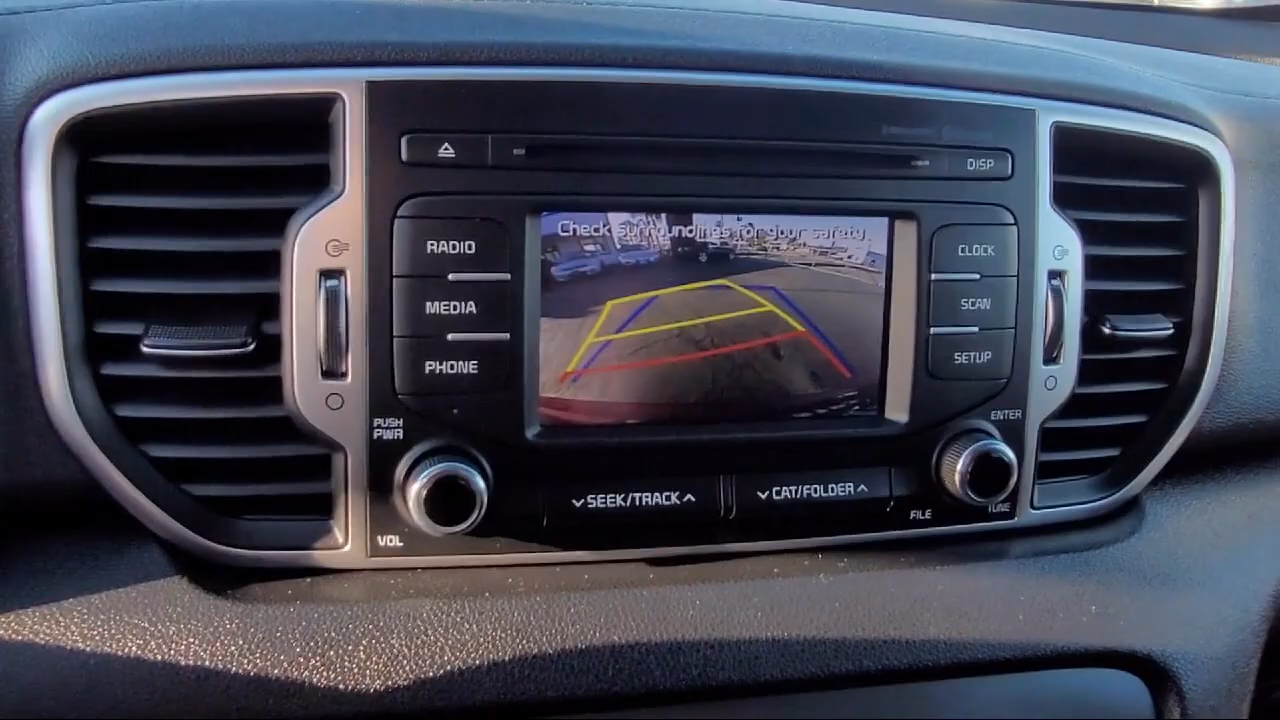 DISP
Check surroundings for your safety
RADIO
MEDIA
PHONE
CLOCK
SCAN
SETUP
PUSH
PWR
VOL
SEEK/TRACK
CAT/FOLDER
ENTER
FILE
TUNE